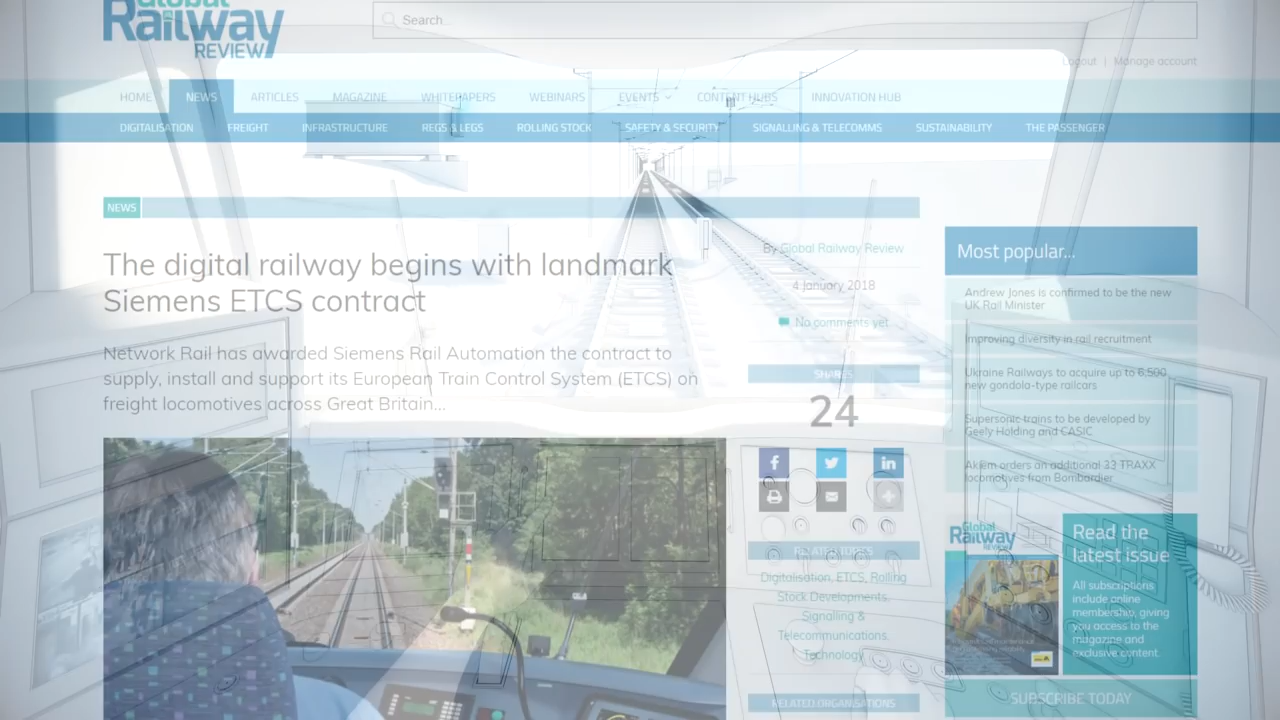 Global
Railway
REVIEW
Search...
Logout | Manage account
HOME NEWS ARTICLES MAGAZINE WHITEPAPERS WEBINARS EVENTS CONTENT HUBS INNOVATION HUB
DIGITALISATION FREIGHT INFRASTRUCTURE REGS & LEGS ROLLING STOCK SAFETY & SECURITY SIGNALLING & TELECOMMS SUSTAINABILITY THE PASSENGER
NEWS
The digital railway begins with landmark
Siemens ETCS contract
Network Rail has awarded Siemens Rail Automation the contract to
supply, install and support its European Train Control System (ETCS) on
freight locomotives across Great Britain...
By Global Railway Review
4 January 2018
No comments yet
SHARES
24
RELATED TOPICS
Digitalisation, ETCS, Rolling
Stock Developments,
Signalling &
Telecommunications,
Technology
RELATED ORGANISATIONS
Most popular...
Andrew Jones is confirmed to be the new
UK Rail Minister
Improving diversity in rail recruitment
Ukraine Railways to acquire up to 6,500
new gondola-type railcars
Supersonic trains to be developed by
Geely Holding and CASIC
Akiem orders an additional 33 TRAXX
locomotives from Bombardier
Global
Railway
REVIEW
Read the
latest issue
All subscriptions
include online
membership, giving
you access to the
magazine and
exclusive content.
SUBSCRIBE TODAY